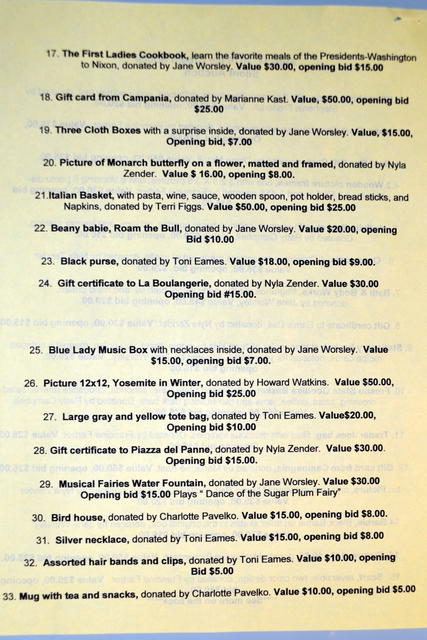 17. The First Ladies Cookbook, learn the favorite meals of the Presidents-Washington
to Nixon, donated by Jane Worsley. Value $30.00, opening bid $15.00
18. Gift card from Campania, donated by Marianne Kast. Value, $50.00, opening bid
$25.00
19. Three Cloth Boxes with a surprise inside, donated by Jane Worsley. Value, $15.00,
Opening bid, $7.00
20. Picture of Monarch butterfly on a flower, matted and framed, donated by Nyla
Zender. Value $ 16.00, opening $8.00.
21.Italian Basket, with pasta, wine, sauce, wooden spoon, pot holder, bread sticks, and
Napkins, donated by Terri Figgs. Value $50.00, opening bid $25.00
22. Beany babie, Roam the Bull, donated by Jane Worsley. Value $20.00, opening
Bid $10.00
23. Black purse, donated by Toni Eames. Value $18.00, opening bid $9.00.
24. Gift certificate to La Boulangerie, donated by Nyla Zender. Value $30.00
Opening bid #15.00.
25. Blue Lady Music Box with necklaces inside, donated by Jane Worsley. Value
$15.00, opening bid $7.00.
26. Picture 12x12, Yosemite in Winter, donated by Howard Watkins. Value $50.00,
Opening bid $25.00
27. Large gray and yellow tote bag, donated by Toni Eames. Value$20.00,
Opening bid $10.00
28. Gift certificate to Piazza del Panne, donated by Nyla Zender. Value $30.00.
Opening bid $15.00.
29. Musical Fairies Water Fountain, donated by Jane Worsley. Value $30.00
Opening bid $15.00 Plays “ Dance of the Sugar Plum Fairy”
30. Bird house, donated by Charlotte Pavelko. Value $15.00, opening bid $8.00.
31. Silver necklace, donated by Toni Eames. Value $15.00, opening bid $8.00
32. Assorted hair bands and clips, donated by Toni Eames. Value $10.00, opening
Bid $5.00
33. Mug with tea and snacks, donated by Charlotte Pavelko. Value $10.00, opening bid $5.00